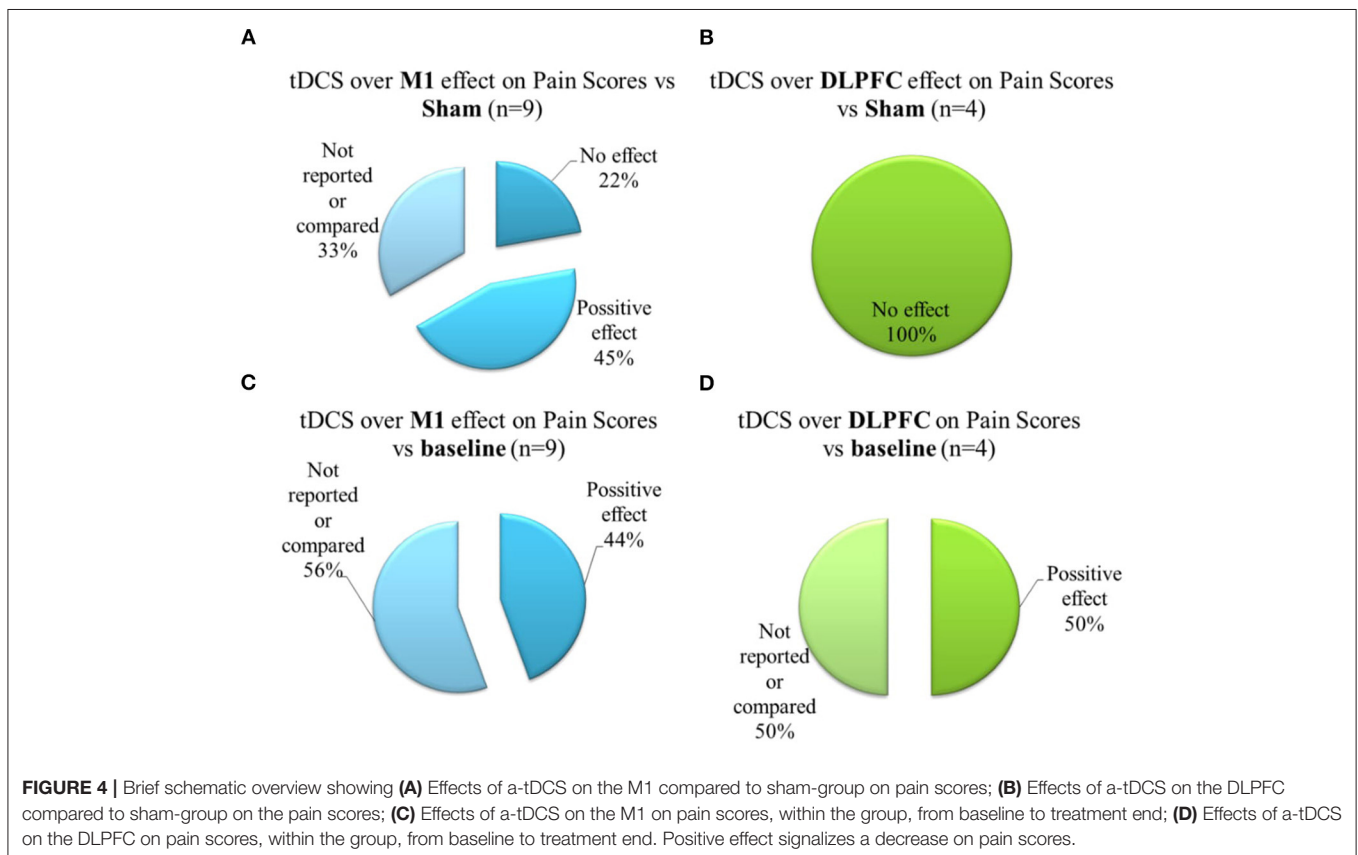 A
tDCS over M1 effect on Pain Scores vs
Sham (n=9)
Not
reported
or
compared
33%
No effect
22%
Possitive
effect
45%
B
tDCS over DLPFC effect on Pain Scores
vs Sham (n=4)
No effect
100%
C
tDCS over M1 effect on Pain Scores
vs baseline (n=9)
Not
reported
or
compared
56%
Possitive
effect
44%
D
tDCS over DLPFC on Pain Scores
vs baseline (n=4)
Not
reported
or
compared
50%
Possitive
effect
50%
FIGURE 4 | Brief schematic overview showing (A) Effects of a-tDCS on the M1 compared to sham-group on pain scores; (B) Effects of a-tDCS on the DLPFC
compared to sham-group on the pain scores; (C) Effects of a-tDCS on the M1 on pain scores, within the group, from baseline to treatment end; (D) Effects of a-tDCS
on the DLPFC on pain scores, within the group, from baseline to treatment end. Positive effect signalizes a decrease on pain scores.